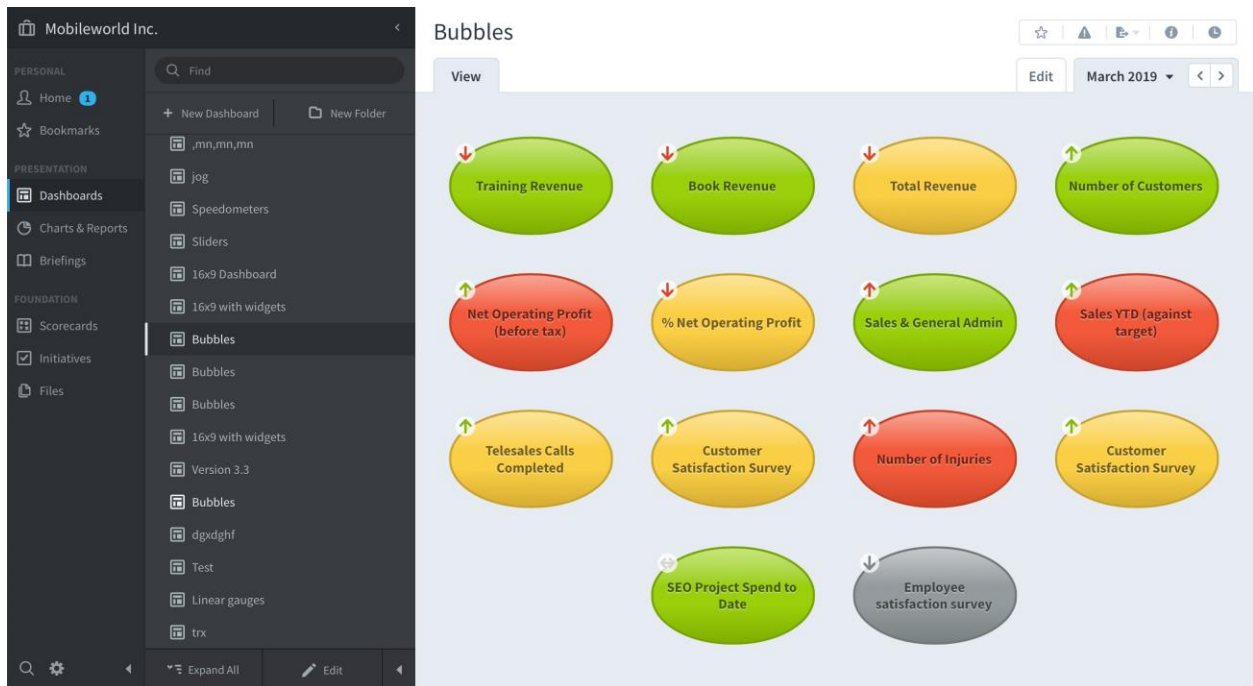 Mobileworld Inc.
PERSONAL
Home 1
Bookmarks
PRESENTATION
Dashboards
Charts & Reports
Briefings
FOUNDATION
Scorecards
Initiatives
Files
Find
New Dashboard
New Folder
,mn,mn,mn
jog
Speedometers
Sliders
16x9 Dashboard
16x9 with widgets
Bubbles
Bubbles
Bubbles
16x9 with widgets
Version 3.3
Bubbles
dgxdghf
Test
Linear gauges
trx
Expand All
Edit
Bubbles
View
Edit
March 2019
Training Revenue
Book Revenue
Total Revenue
Number of Customers
Net Operating Profit
(before tax)
% Net Operating Profit
Sales & General Admin
Sales YTD (against
target)
Telesales Calls
Completed
Customer
Satisfaction Survey
Number of Injuries
Customer
Satisfaction Survey
SEO Project Spend to
Date
Employee
satisfaction survey